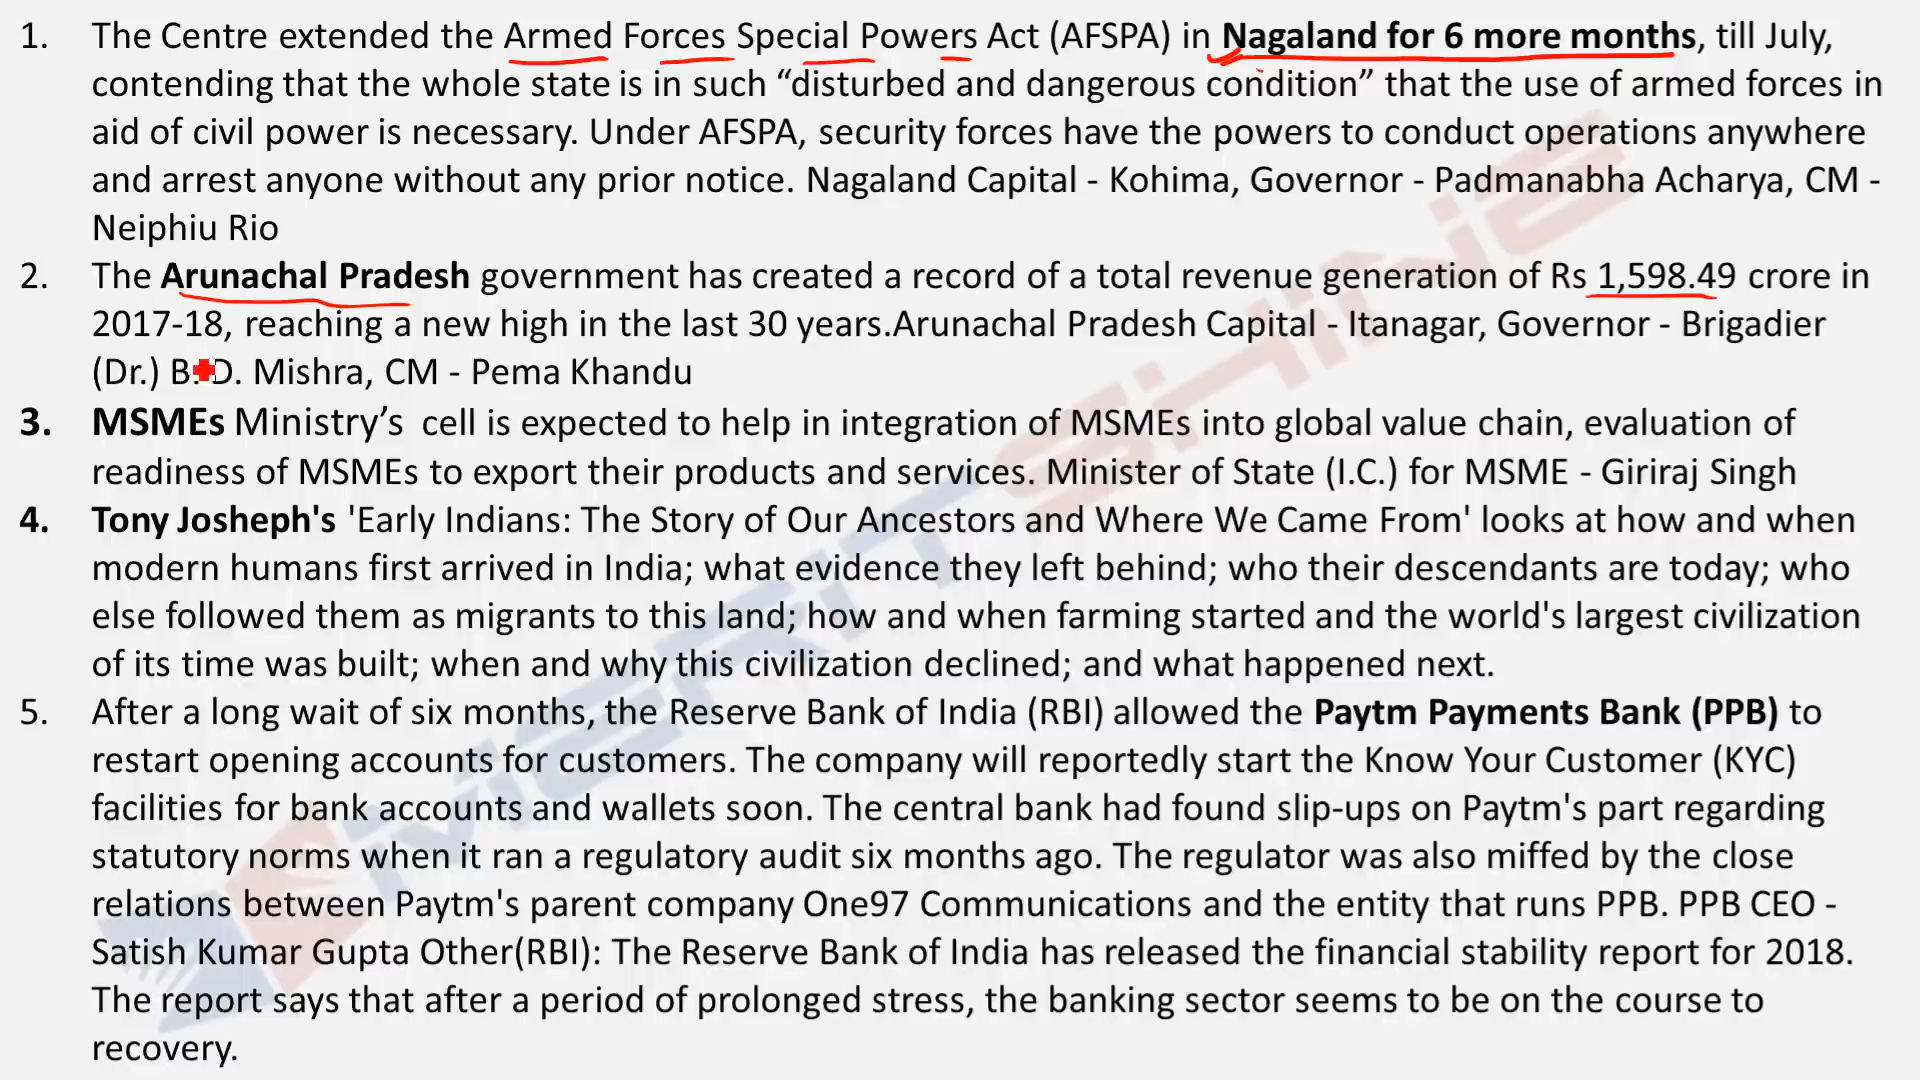 1. The Centre extended the Armed Forces Special Powers Act (AFSPA) in Nagaland for 6 more months, till July,
contending that the whole state is in such “disturbed and dangerous condition” that the use of armed forces in
aid of civil power is necessary. Under AFSPA, security forces have the powers to conduct operations anywhere
and arrest anyone without any prior notice. Nagaland Capital - Kohima, Governor - Padmanabha Acharya, CM -
Neiphiu Rio
2. The Arunachal Pradesh government has created a record of a total revenue generation of Rs 1,598.49 crore in
2017-18, reaching a new high in the last 30 years.Arunachal Pradesh Capital - Itanagar, Governor - Brigadier
(Dr.) B. D. Mishra, CM - Pema Khandu
3. MSMEs Ministry’s cell is expected to help in integration of MSMEs into global value chain, evaluation of
readiness of MSMEs to export their products and services. Minister of State (I.C.) for MSME - Giriraj Singh
4. Tony Josheph's 'Early Indians: The Story of Our Ancestors and Where We Came From' looks at how and when
modern humans first arrived in India; what evidence they left behind; who their descendants are today; who
else followed them as migrants to this land; how and when farming started and the world's largest civilization
of its time was built; when and why this civilization declined; and what happened next.
5. After a long wait of six months, the Reserve Bank of India (RBI) allowed the Paytm Payments Bank (PPB) to
restart opening accounts for customers. The company will reportedly start the Know Your Customer (KYC)
facilities for bank accounts and wallets soon. The central bank had found slip-ups on Paytm's part regarding
statutory norms when it ran a regulatory audit six months ago. The regulator was also miffed by the close
relations between Paytm's parent company One97 Communications and the entity that runs PPB. PPB CEO -
Satish Kumar Gupta Other(RBI): The Reserve Bank of India has released the financial stability report for 2018.
The report says that after a period of prolonged stress, the banking sector seems to be on the course to
recovery.
MERITSHINE